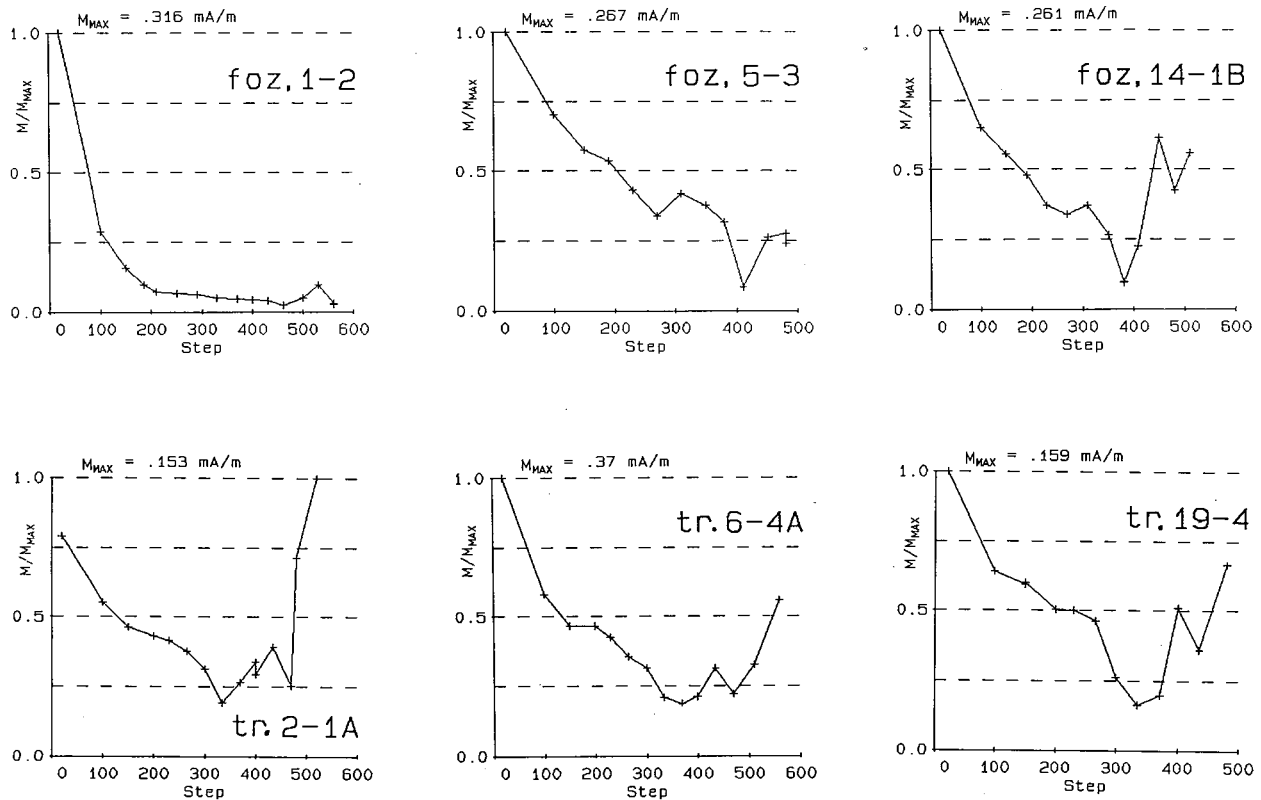 MMAX = .316 mA/m
1.0
foz, 1-2
M/MMAX
0.5
0.0
0 100 200 300 400 500 600
Step
MMAX = .267 mA/m
1.0
foz, 5-3
M/MMAX
0.5
0.0
0 100 200 300 400 500
Step
MMAX = .261 mA/m
1.0
foz, 14-1B
M/MMAX
0.5
0.0
0 100 200 300 400 500 600
Step
MMAX = .153 mA/m
1.0
M/MMAX
0.5
tr. 2-1A
0.0
0 100 200 300 400 500 600
Step
MMAX = .37 mA/m
1.0
tr. 6-4A
M/MMAX
0.5
0.0
0 100 200 300 400 500 600
Step
MMAX = .159 mA/m
1.0
tr. 19-4
M/MMAX
0.5
0.0
0 100 200 300 400 500
Step